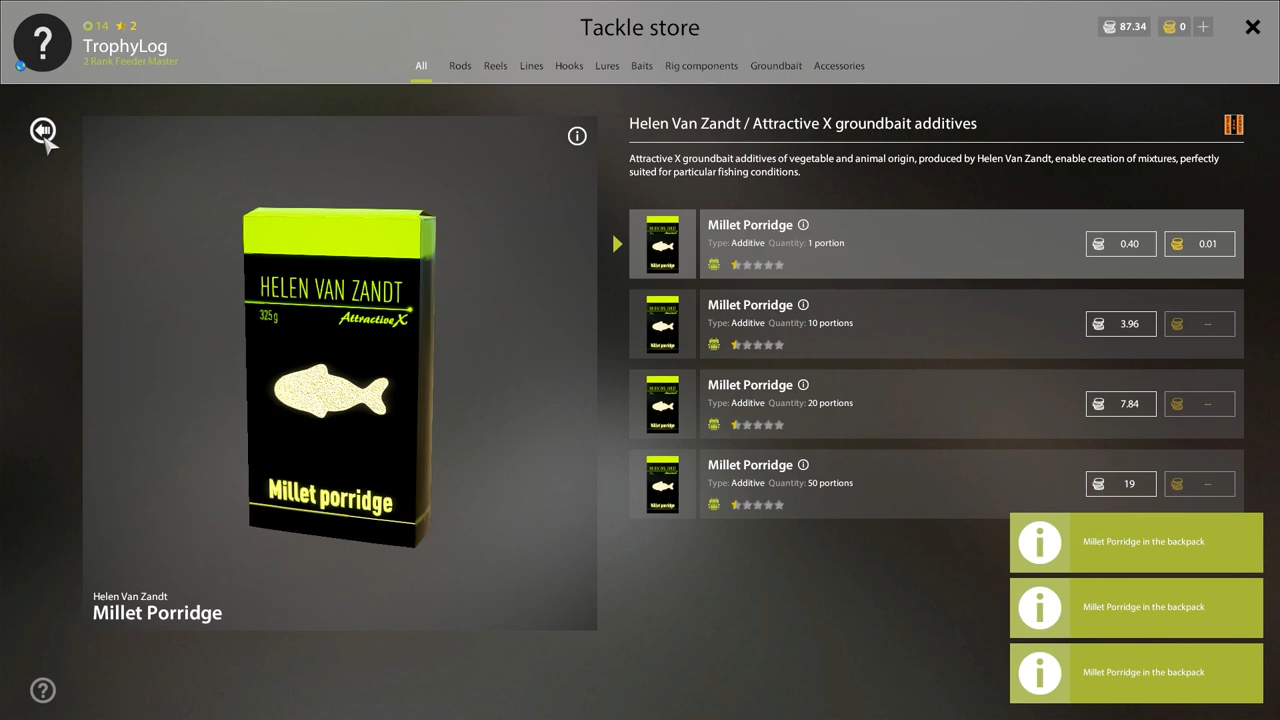 14 2
TrophyLog
2 Rank Feeder Master
Tackle store
87.34 0 +
All Rods Reels Lines Hooks Lures Baits Rig components Groundbait Accessories
HELEN VAN ZANDT
325 g AttractiveX
Millet porridge
Helen Van Zandt
Millet Porridge
Helen Van Zandt / Attractive X groundbait additives
Attractive X groundbait additives of vegetable and animal origin, produced by Helen Van Zandt, enable creation of mixtures, perfectly
suited for particular fishing conditions.
Millet Porridge
Type: Additive Quantity: 1 portion
0.40 0.01
Millet Porridge
Type: Additive Quantity: 10 portions
3.96 --
Millet Porridge
Type: Additive Quantity: 20 portions
7.84 --
Millet Porridge
Type: Additive Quantity: 50 portions
19 --
Millet Porridge in the backpack
Millet Porridge in the backpack
Millet Porridge in the backpack